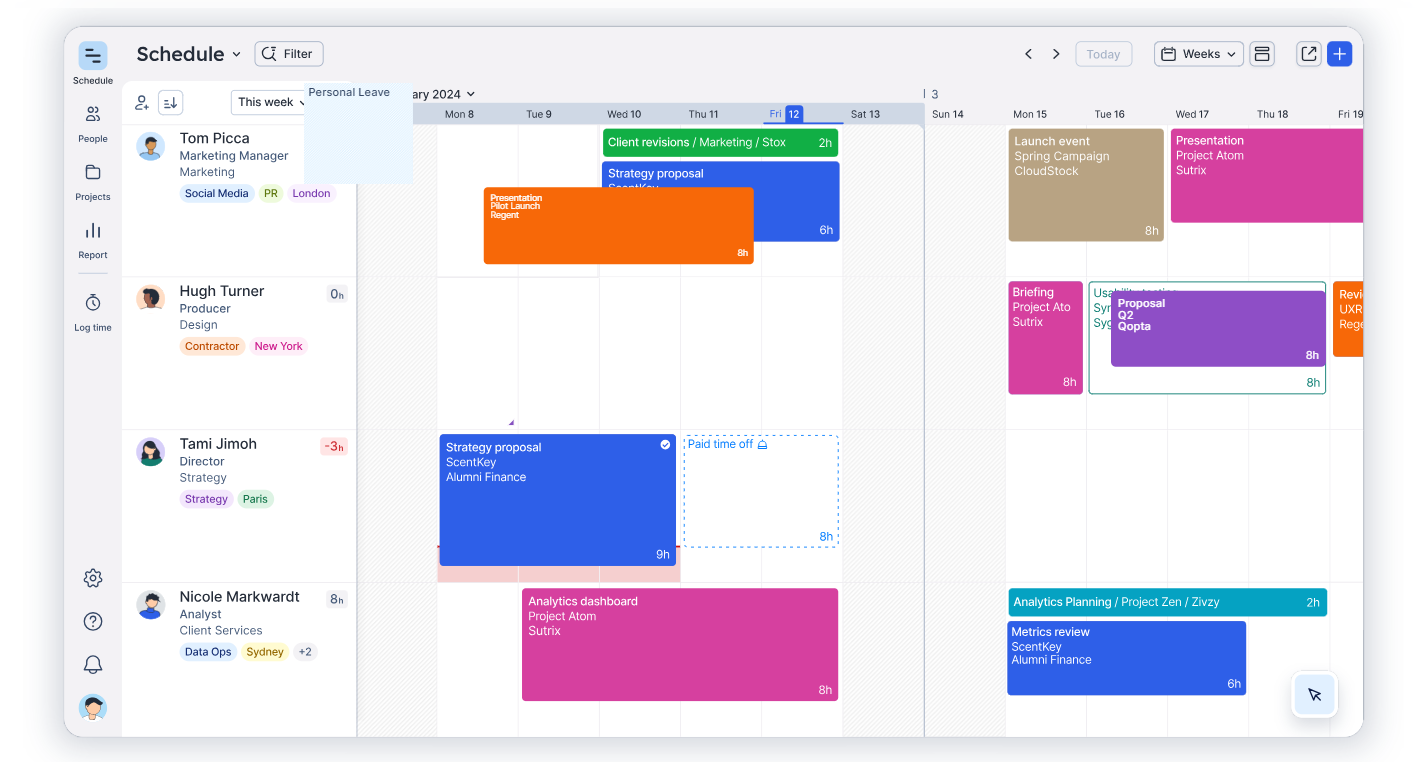 Schedule
Schedule
Filter
Today
Weeks
People
Projects
Report
Log time
This week
Personal Leave
ary 2024
3
Mon 8
Tue 9
Wed 10
Thu 11
Fri 12
Sat 13
Sun 14
Mon 15
Tue 16
Wed 17
Thu 18
Fri 19
Tom Picca
Marketing Manager
Marketing
Social Media
PR
London
Client revisions / Marketing / Stox
2h
Strategy proposal
6h
Presentation
Pilot Launch
Regent
8h
Launch event
Spring Campaign
CloudStock
8h
Presentation
Project Atom
Sutrix
Hugh Turner
0h
Producer
Design
Contractor
New York
Briefing
Project Ato
Sutrix
8h
Proposal
Q2
Qopta
8h
8h
Revi
UXR
Rege
Tami Jimoh
-3h
Director
Strategy
Strategy
Paris
Strategy proposal
ScentKey
Alumni Finance
9h
Paid time off
8h
Nicole Markwardt
8h
Analyst
Client Services
Data Ops
Sydney
+2
Analytics dashboard
Project Atom
Sutrix
8h
Analytics Planning / Project Zen / Zivzy
2h
Metrics review
ScentKey
Alumni Finance
6h